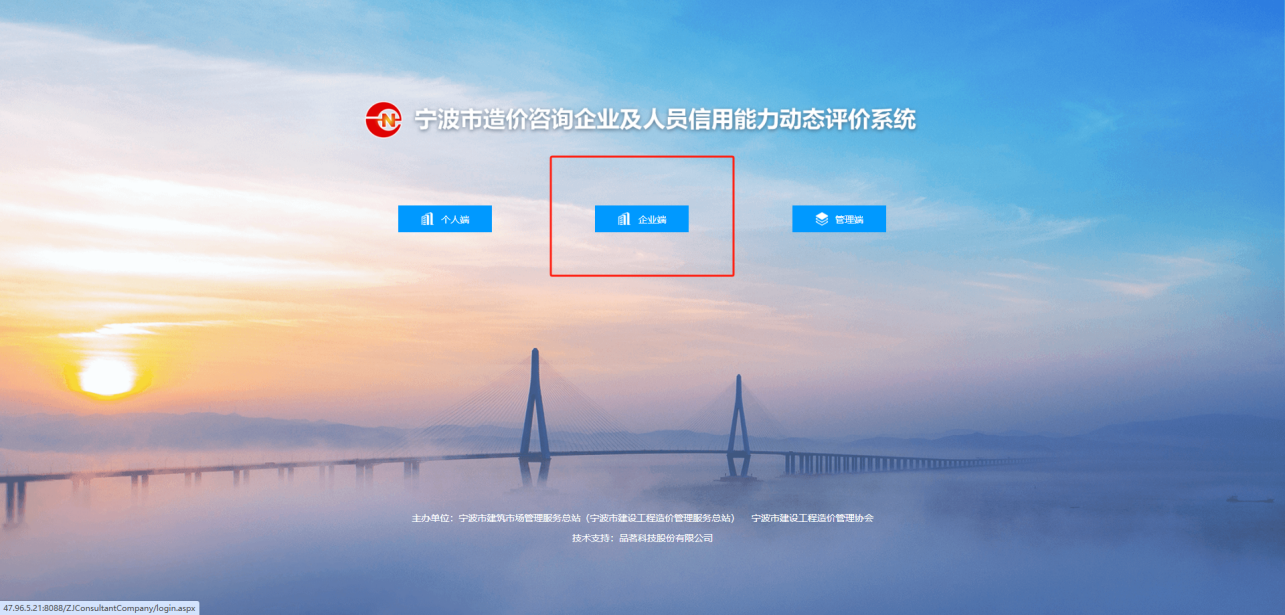 宁波市造价咨询企业及人员信用能力动态评价系统
个人端
企业端
管理端
主办单位：宁波市建筑市场管理服务总站（宁波市建设工程造价管理服务总站） 宁波市建设工程造价管理协会
技术支持：品茗科技股份有限公司
47.96.5.21:8088/ZJConsultantCompany/login.aspx